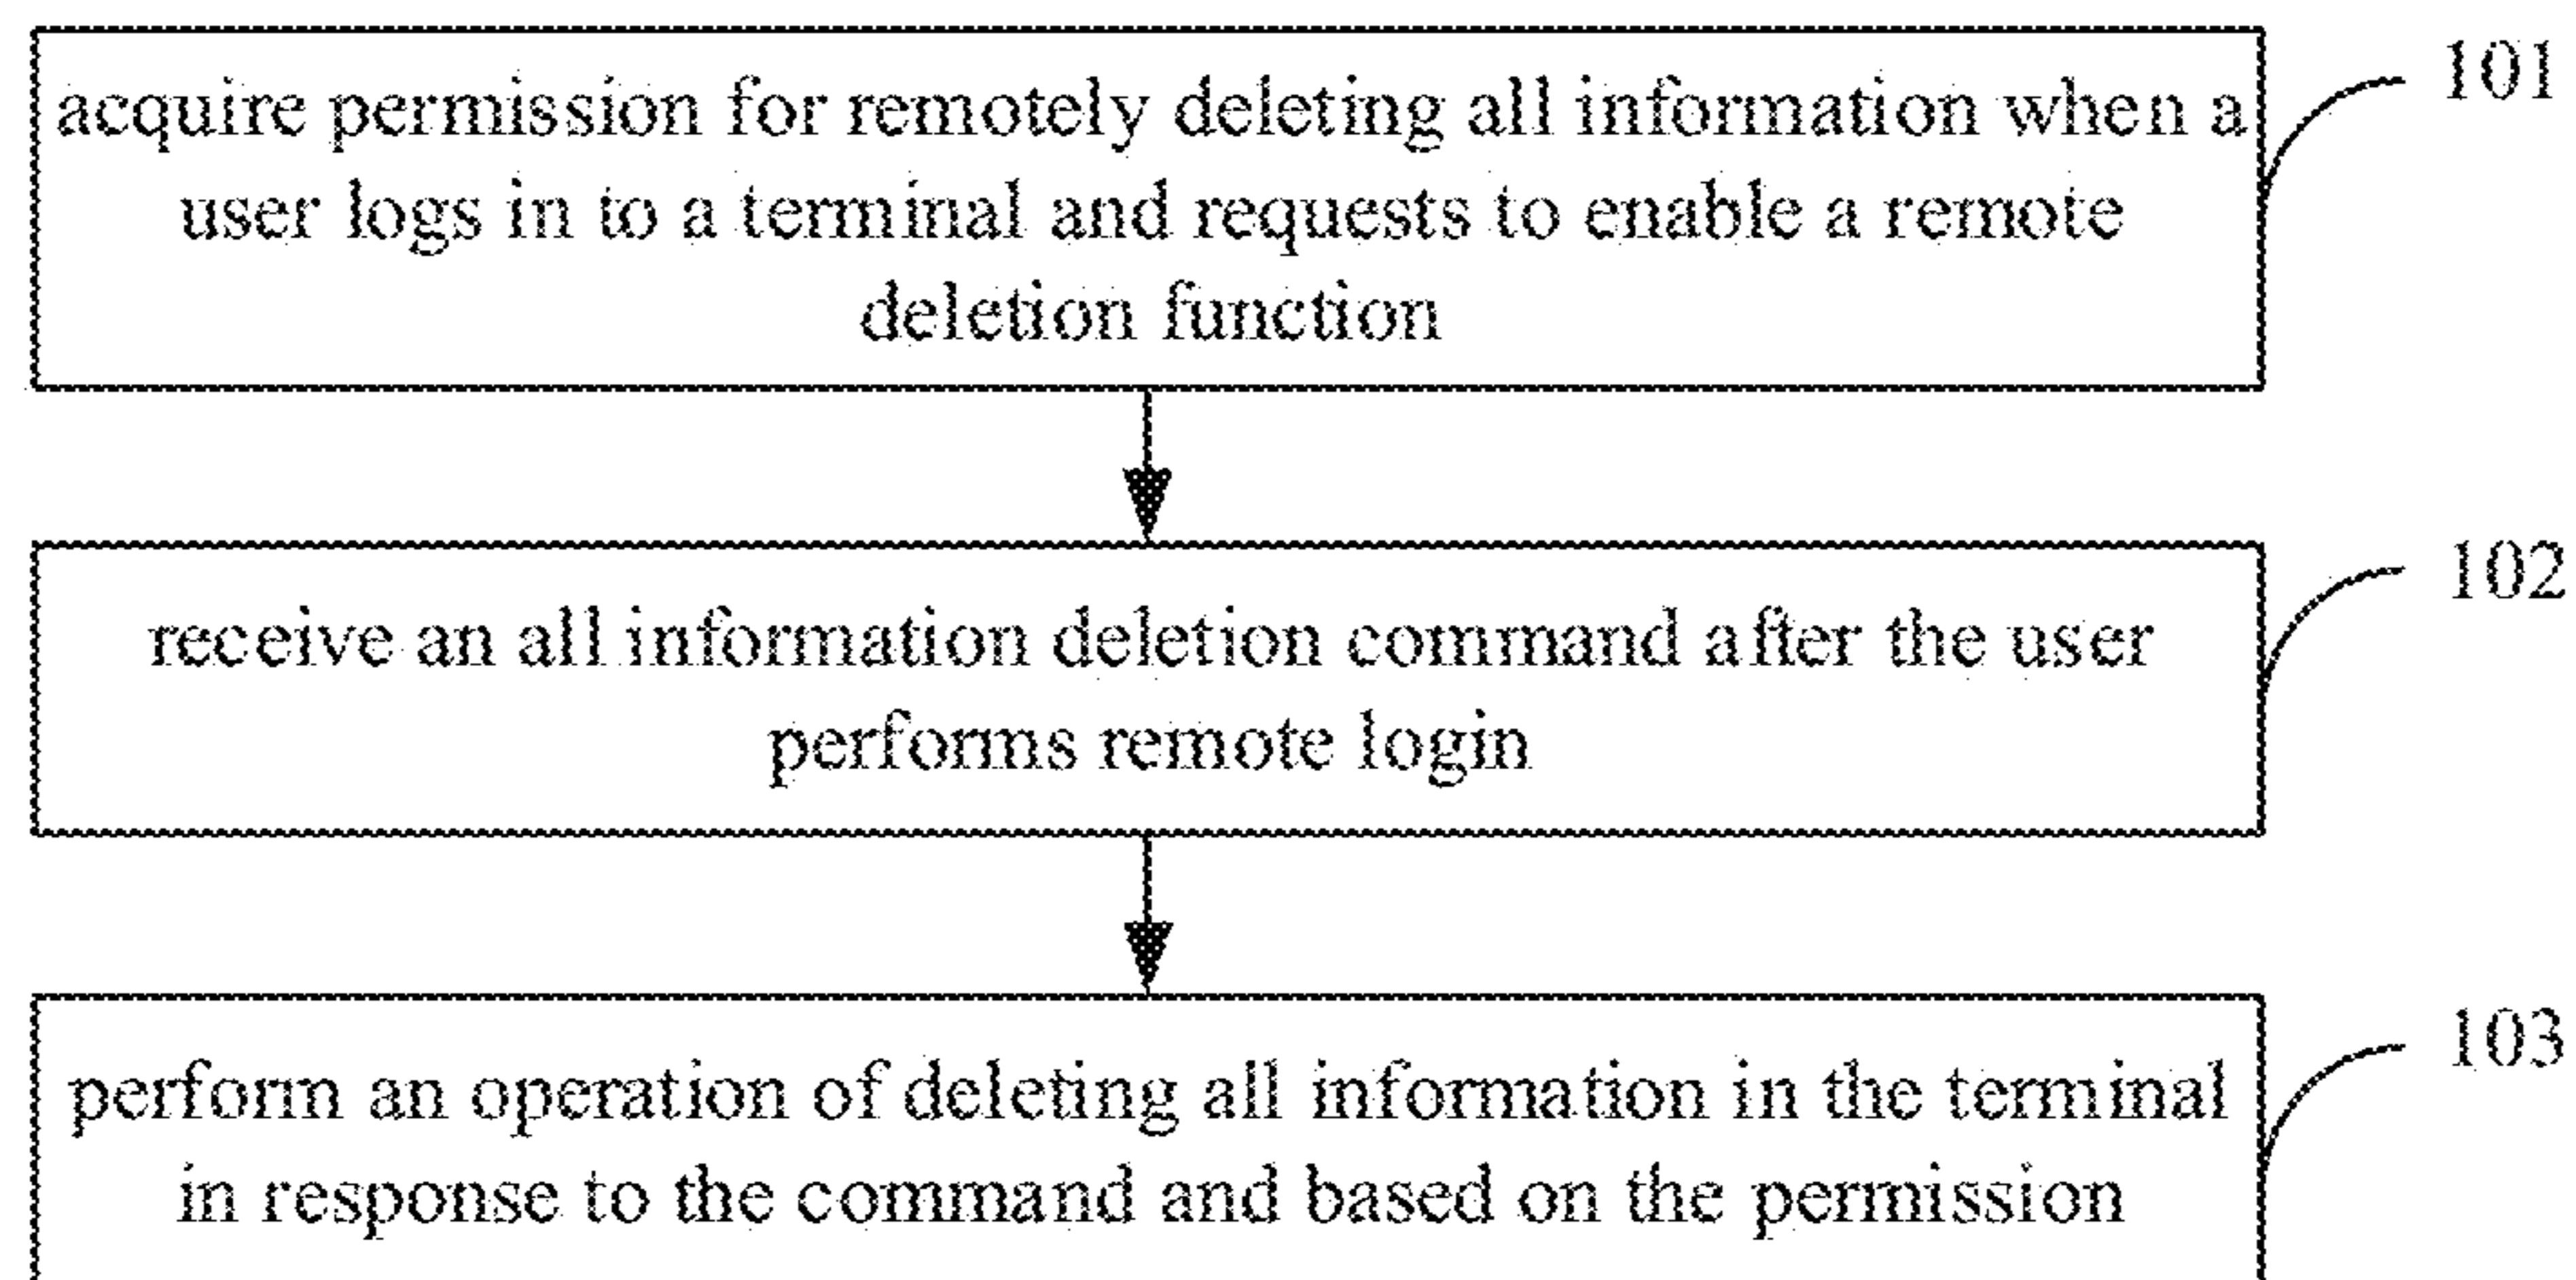 acquire permission for remotely deleting all information when a
101
user logs in to a terminal and requests to enable a remote
deletion function
102
receive an all information deletion command after the user
performs remote login
103
perform an operation of deleting all information in the terminal
in response to the command and based on the permission